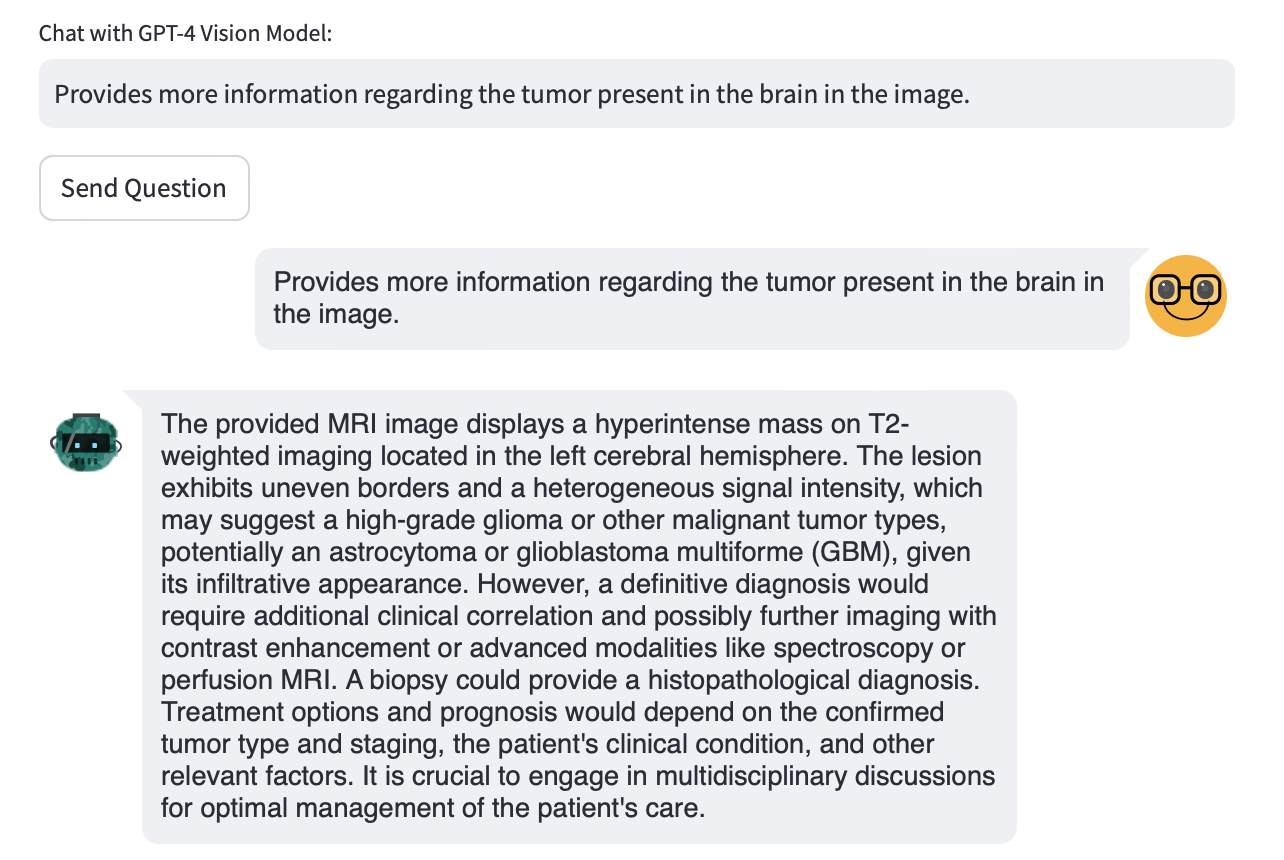 Chat with GPT-4 Vision Model:
Provides more information regarding the tumor present in the brain in the image.
Send Question
Provides more information regarding the tumor present in the brain in
the image.
The provided MRI image displays a hyperintense mass on T2-
weighted imaging located in the left cerebral hemisphere. The lesion
exhibits uneven borders and a heterogeneous signal intensity, which
may suggest a high-grade glioma or other malignant tumor types,
potentially an astrocytoma or glioblastoma multiforme (GBM), given
its infiltrative appearance. However, a definitive diagnosis would
require additional clinical correlation and possibly further imaging with
contrast enhancement or advanced modalities like spectroscopy or
perfusion MRI. A biopsy could provide a histopathological diagnosis.
Treatment options and prognosis would depend on the confirmed
tumor type and staging, the patient's clinical condition, and other
relevant factors. It is crucial to engage in multidisciplinary discussions
for optimal management of the patient's care.